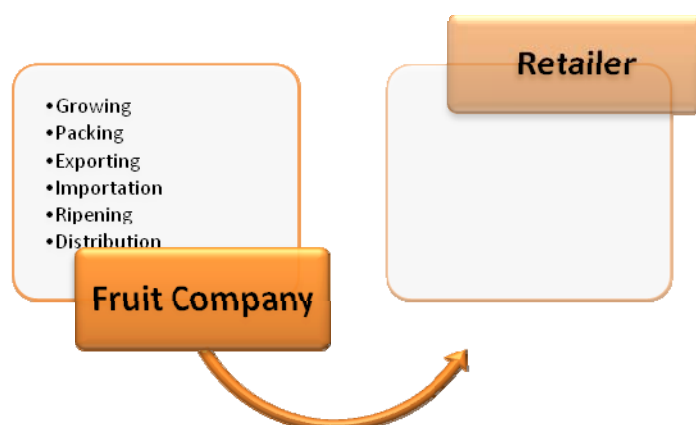 •Growing
•Packing
•Exporting
•Importation
•Ripening
•Distribution
Fruit Company
Retailer